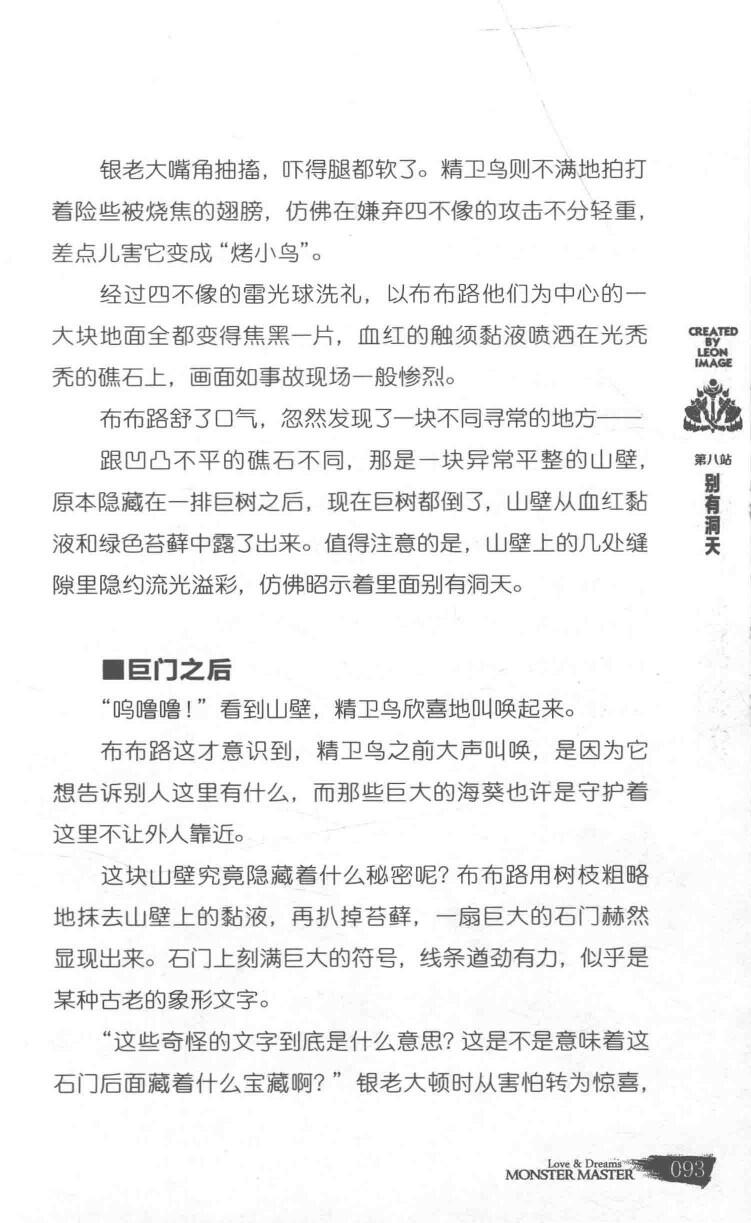 银老大嘴角抽搐，吓得腿都软了。精卫鸟则不满地拍打
着险些被烧焦的翅膀，仿佛在嫌弃四不像的攻击不分轻重，
差点儿害它变成“烤小鸟”。
经过四不像的雷光球洗礼，以布布路他们为中心的一
大块地面全都变得焦黑一片，血红的触须黏液喷洒在光秃
秃的礁石上，画面如事故现场一般惨烈。
布布路舒了口气，忽然发现了一块不同寻常的地方——
跟凹凸不平的礁石不同，那是一块异常平整的山壁，
原本隐藏在一排巨树之后，现在巨树都倒了，山壁从血红黏
液和绿色苔藓中露了出来。值得注意的是，山壁上的几处缝
隙里隐约流光溢彩，仿佛昭示着里面别有洞天。
■巨门之后
“呜噜噜！”看到山壁，精卫鸟欣喜地叫唤起来。
布布路这才意识到，精卫鸟之前大声叫唤，是因为它
想告诉别人这里有什么，而那些巨大的海葵也许是守护着
这里不让外人靠近。
这块山壁究竟隐藏着什么秘密呢？布布路用树枝粗略
地抹去山壁上的黏液，再扒掉苔藓，一扇巨大的石门赫然
显现出来。石门上刻满巨大的符号，线条遒劲有力，似乎是
某种古老的象形文字。
“这些奇怪的文字到底是什么意思？这是不是意味着这
石门后面藏着什么宝藏啊？”银老大顿时从害怕转为惊喜，
CREATED
BY
LEON
IMAGE
第八站
别有洞天
Love & Dreams
MONSTER MASTER
093